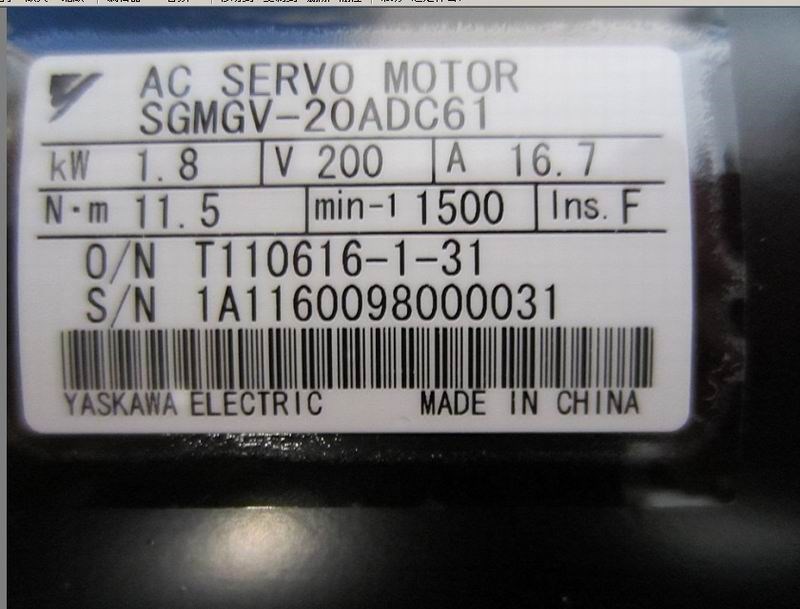 AC SERVO MOTOR
SGMGV-20ADC61
kW 1.8 V 200 A 16.7
N·m 11.5 min-1 1500 Ins. F
O/N T110616-1-31
S/N 1A1160098000031
YASKAWA ELECTRIC MADE IN CHINA